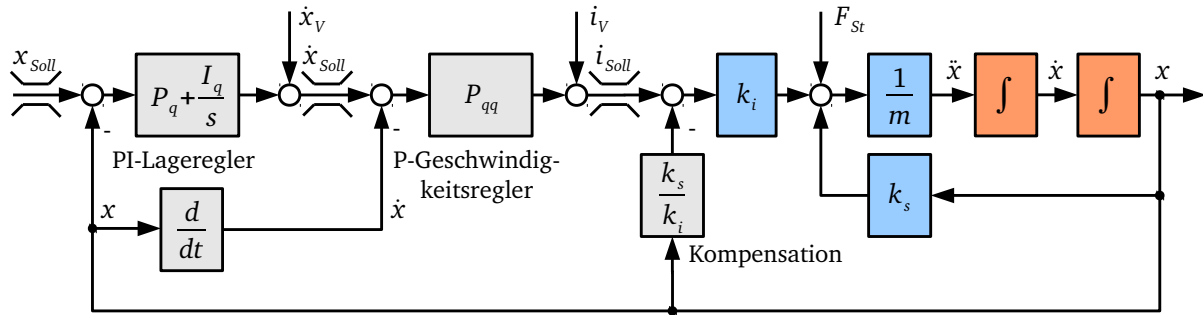 ẋ_V
i̇_V
F_St
x_Soll
ẋ_Soll
i_Soll
P_q+I_q/s
P_qq
k_i
1/m
ẍ
∫
ẋ
∫
x
-
-
-
PI-Lageregler
P-Geschwindig-
keitsregler
k_s/k_i
k_s
x
d/dt
ẋ
Kompensation